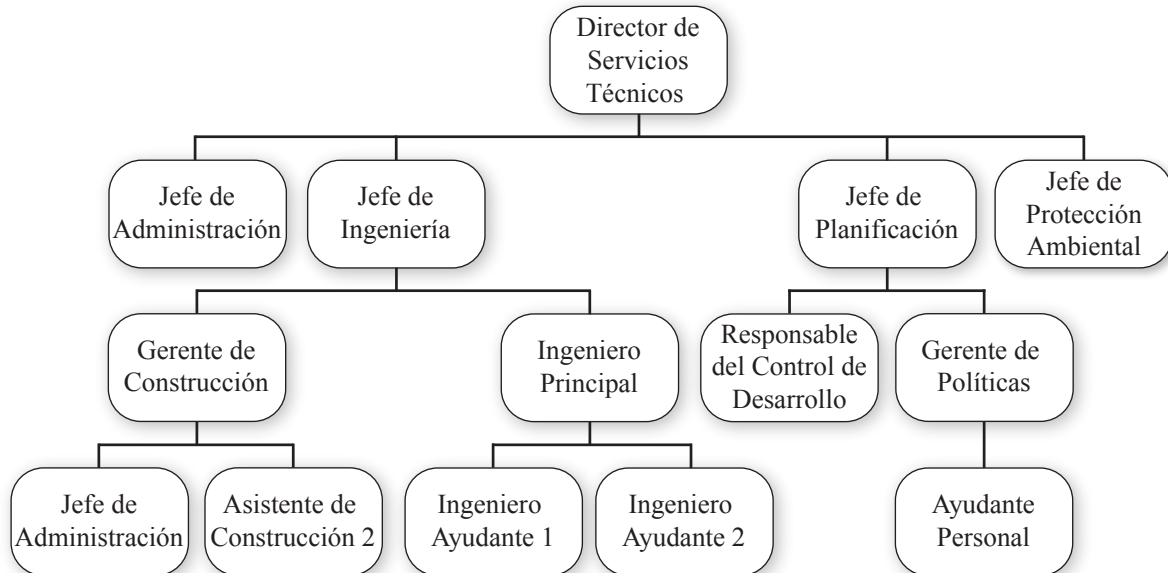 Director de
Servicios
Técnicos
Jefe de
Administración
Jefe de
Ingeniería
Jefe de
Planificación
Jefe de
Protección
Ambiental
Gerente de
Construcción
Ingeniero
Principal
Responsable
del Control de
Desarrollo
Gerente de
Políticas
Jefe de
Administración
Asistente de
Construcción 2
Ingeniero
Ayudante 1
Ingeniero
Ayudante 2
Ayudante
Personal